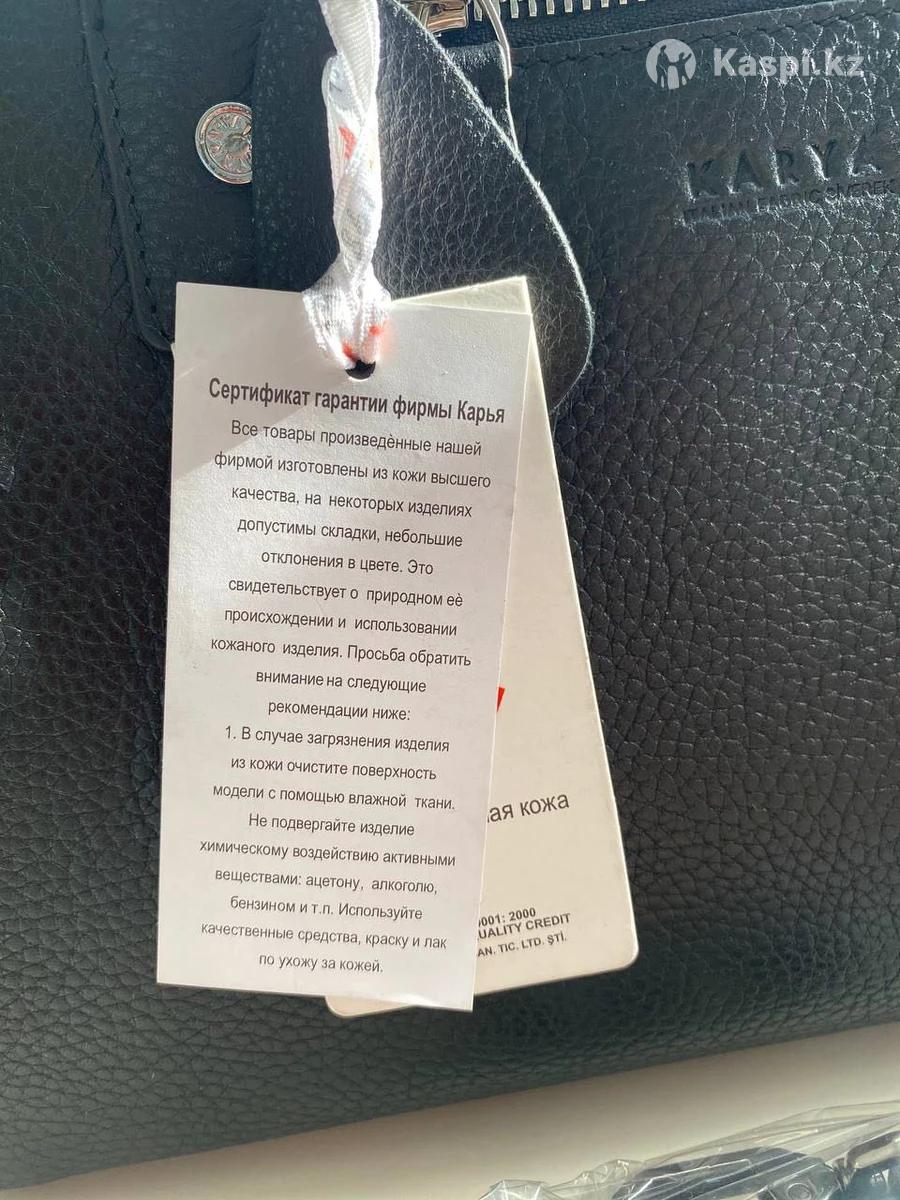 Kaspi.kz
KARYA
Сертификат гарантии фирмы Карья
Все товары произведѐнные нашей
фирмой изготовлены из кожи высшего
качества, на некоторых изделиях
допустимы складки, небольшие
отклонения в цвете. Это
свидетельствует о природном еѐ
происхождении и использовании
кожаного изделия. Просьба обратить
внимание на следующие
рекомендации ниже:
1. В случае загрязнения изделия
из кожи очистите поверхность
модели с помощью влажной ткани.
Не подвергайте изделие
химическому воздействию активными
веществами: ацетону, алкоголю,
бензином и т.п. Используйте
качественные средства, краску и лак
по ухожу за кожей.
ая кожа
001: 2000
UALITY CREDIT
AN. TIC. LTD. ŞTİ.